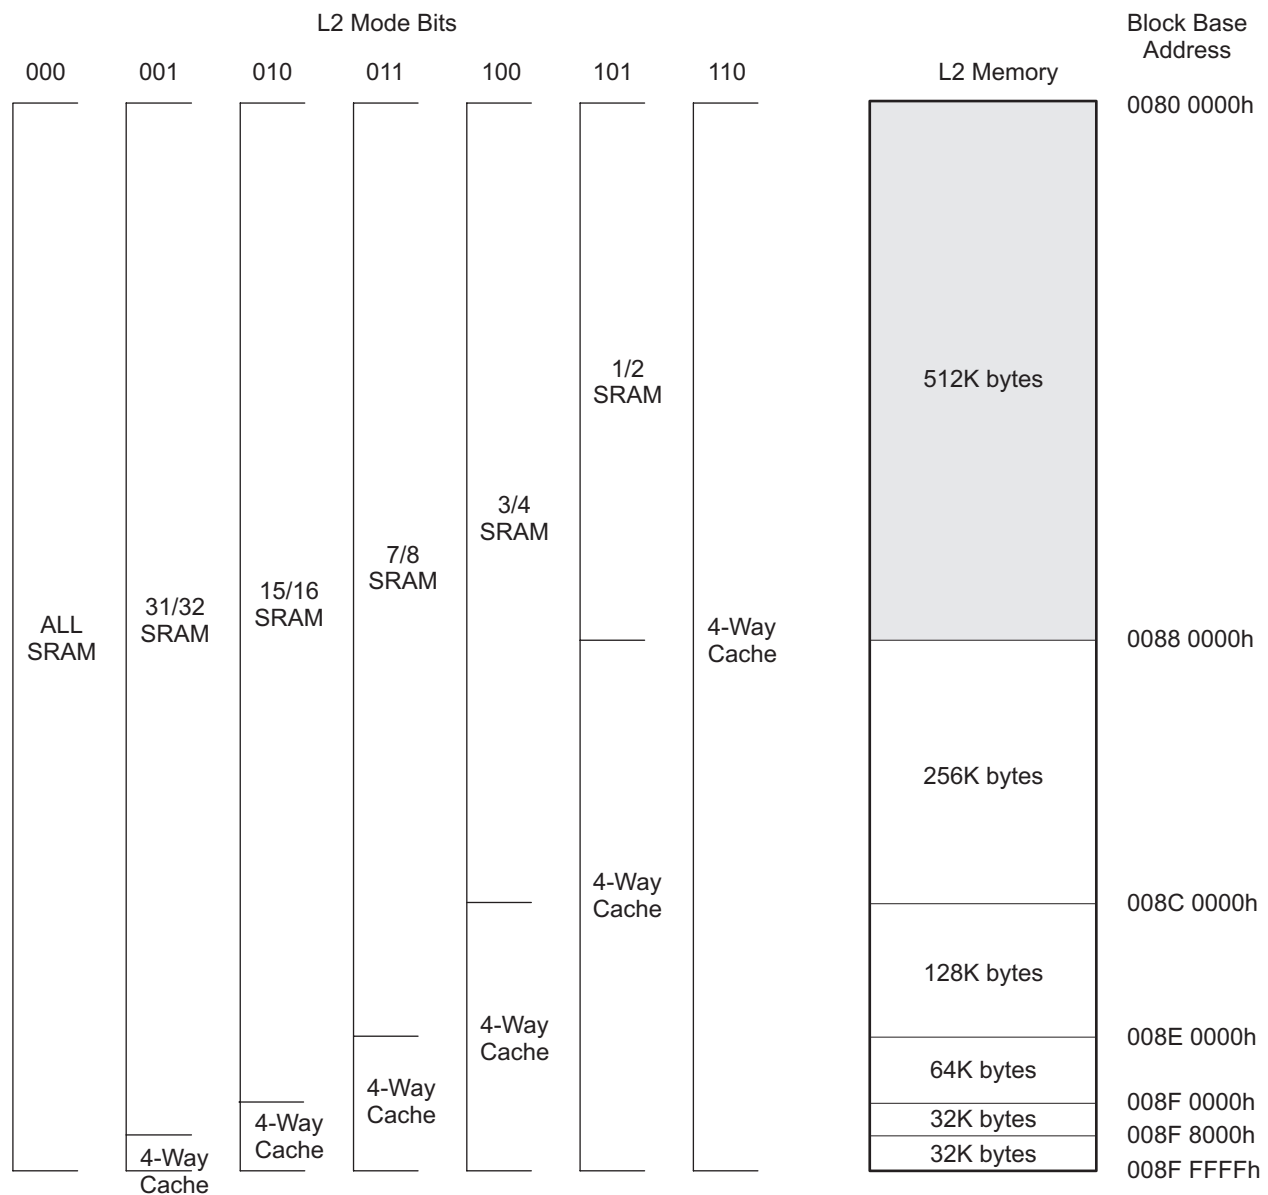 L2 Mode Bits
Block Base
Address
000 001 010 011 100 101 110 L2 Memory
0080 0000h
1/2
SRAM
512K bytes
3/4
SRAM
7/8
SRAM
15/16
SRAM
31/32
SRAM
ALL
SRAM
4-Way
Cache
0088 0000h
256K bytes
4-Way
Cache
008C 0000h
128K bytes
4-Way
Cache
008E 0000h
64K bytes
4-Way
Cache
008F 0000h
4-Way
Cache
32K bytes
008F 8000h
4-Way
Cache
32K bytes
008F FFFFh